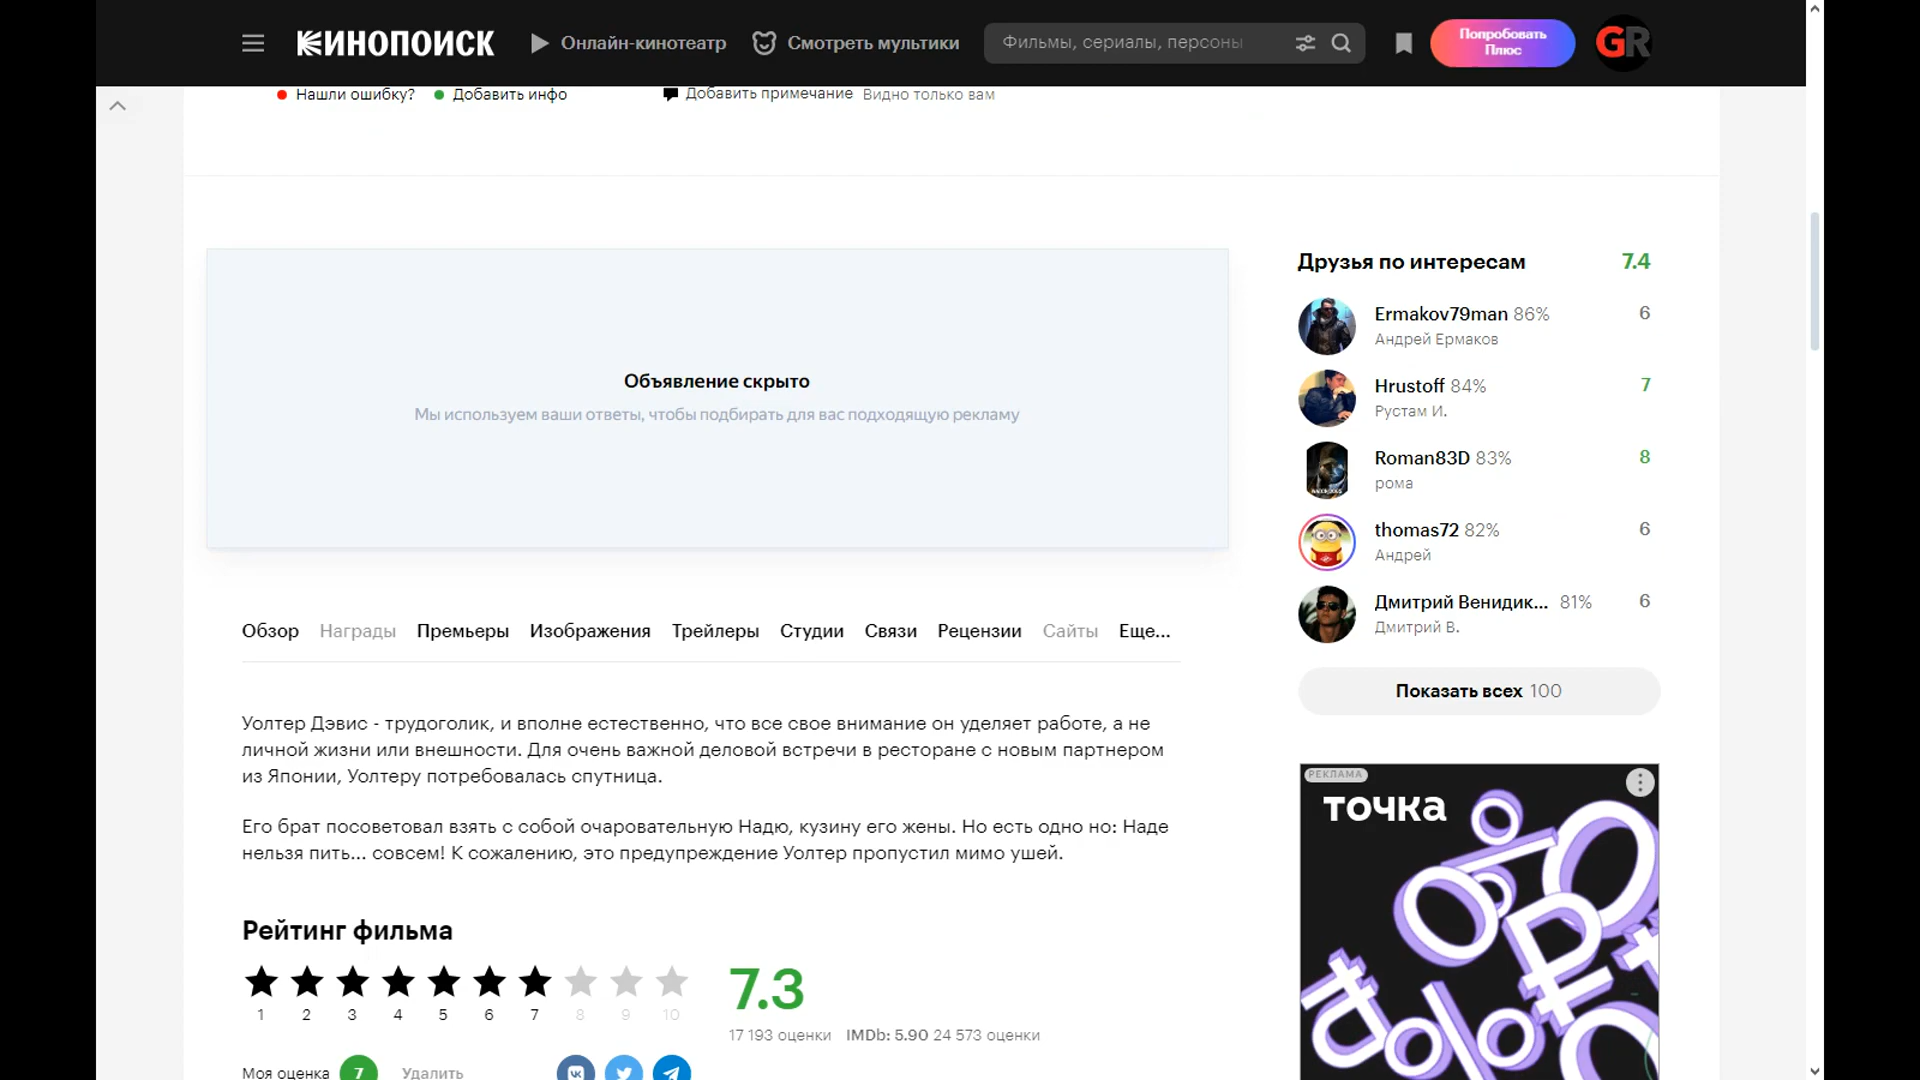 КИНОПОИСК
Онлайн-кинотеатр
Смотреть мультики
Фильмы, сериалы, персоны
Попробовать
Плюс
GR
Нашли ошибку?
Добавить инфо
Добавить примечание
Видно только вам
Объявление скрыто
Мы используем ваши ответы, чтобы подбирать для вас подходящую рекламу
Друзья по интересам 7.4
Ermakov79man 86% 6
Андрей Ермаков
Hrustoff 84% 7
Рустам И.
Roman83D 83% 8
рома
thomas72 82% 6
Андрей
Дмитрий Венидик... 81% 6
Дмитрий В.
Показать всех 100
Обзор Награды Премьеры Изображения Трейлеры Студии Связи Рецензии Сайты Еще...
Уолтер Дэвис - трудоголик, и вполне естественно, что все свое внимание он уделяет работе, а не
личной жизни или внешности. Для очень важной деловой встречи в ресторане с новым партнером
из Японии, Уолтеру потребовалась спутница.
Его брат посоветовал взять с собой очаровательную Надю, кузину его жены. Но есть одно но: Наде
нельзя пить... совсем! К сожалению, это предупреждение Уолтер пропустил мимо ушей.
РЕКЛАМА
точка
Рейтинг фильма
1 2 3 4 5 6 7 8 9 10
7.3
17 193 оценки IMDb: 5.90 24 573 оценки
Моя оценка 7 Удалить